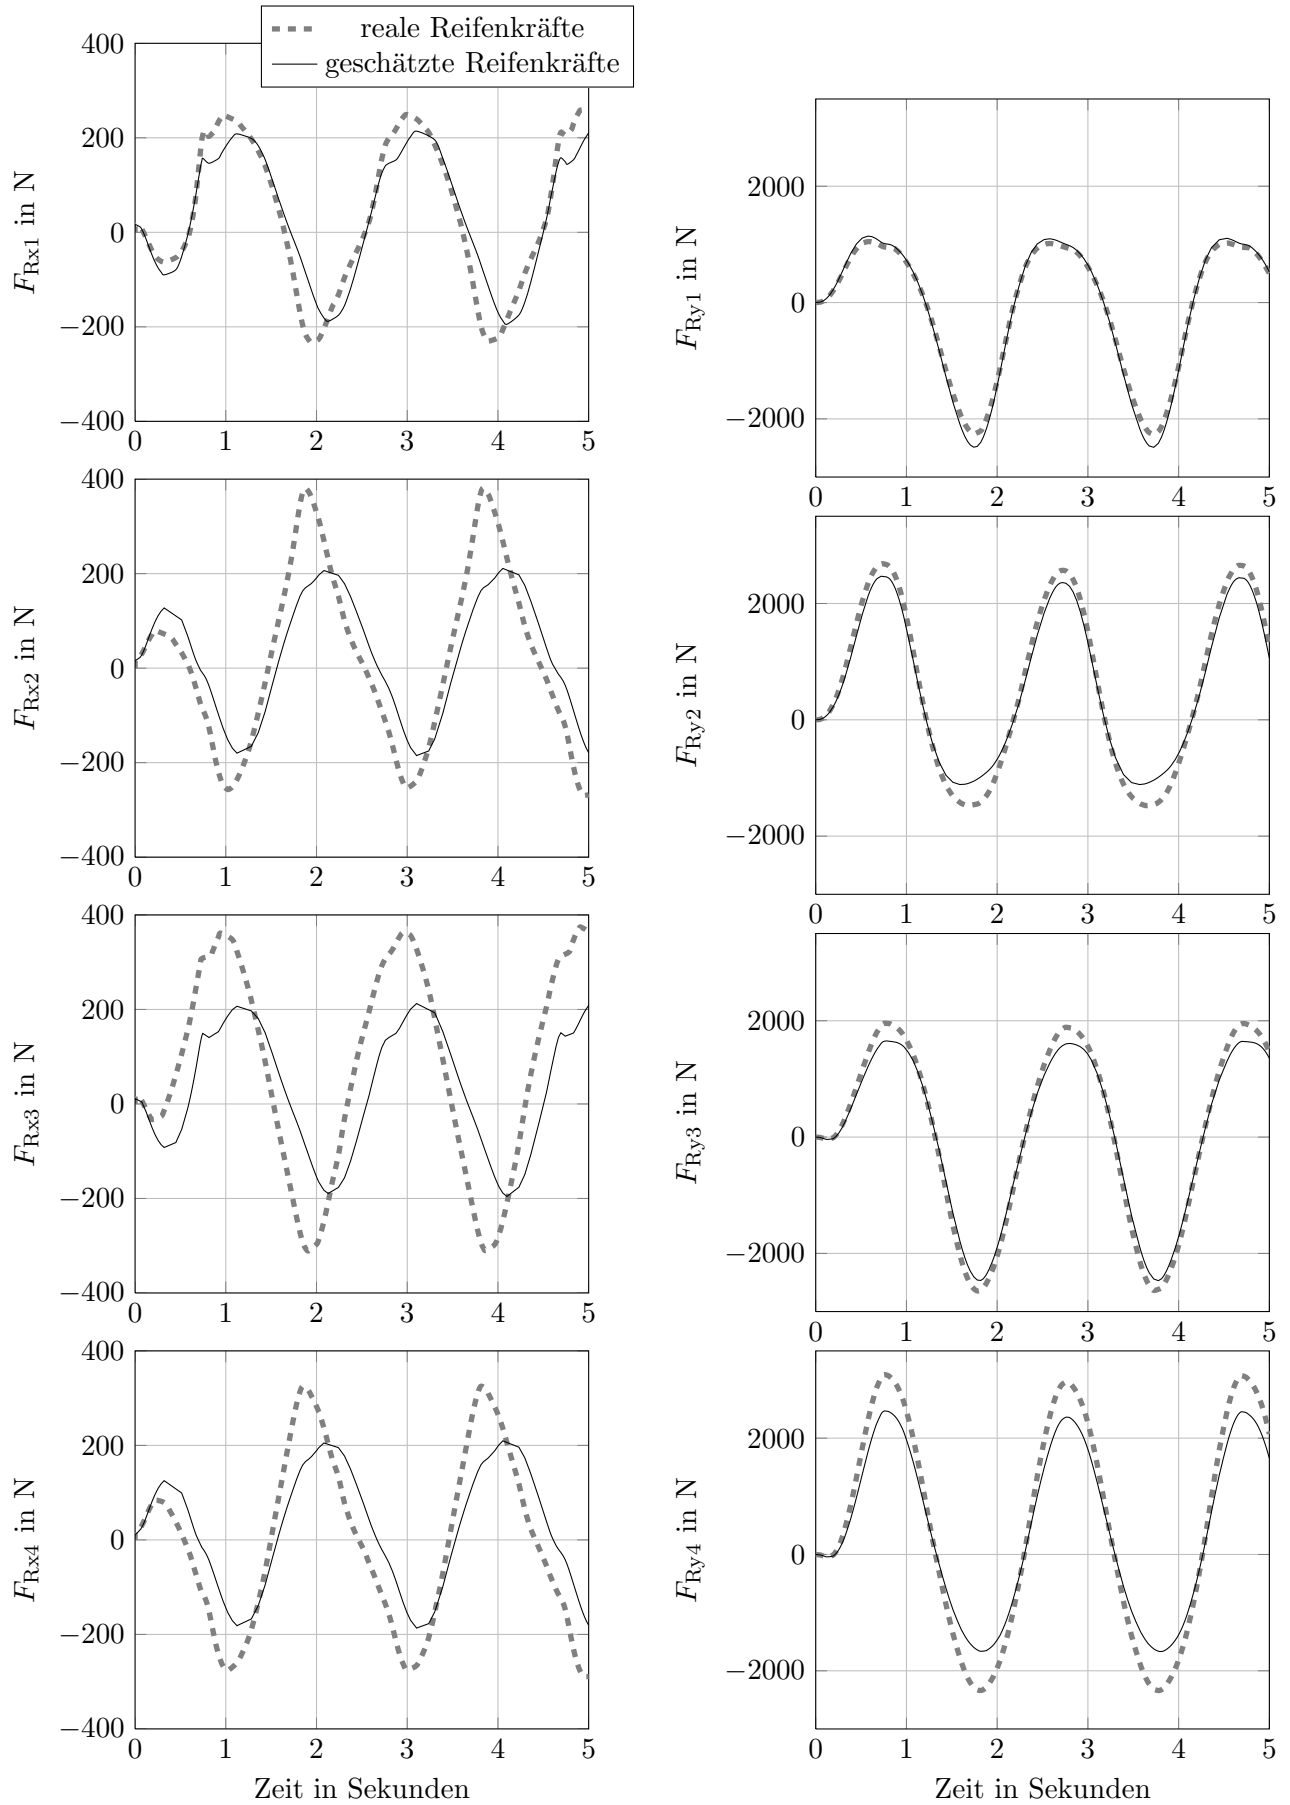 reale Reifenkräfte
geschätzte Reifenkräfte
400
200
0
−200
−400
0 1 2 3 4 5
F_Rx1 in N
2000
0
−2000
0 1 2 3 4 5
F_Ry1 in N
400
200
0
−200
−400
0 1 2 3 4 5
F_Rx2 in N
2000
0
−2000
0 1 2 3 4 5
F_Ry2 in N
400
200
0
−200
−400
0 1 2 3 4 5
F_Rx3 in N
2000
0
−2000
0 1 2 3 4 5
F_Ry3 in N
400
200
0
−200
−400
0 1 2 3 4 5
F_Rx4 in N
Zeit in Sekunden
2000
0
−2000
0 1 2 3 4 5
F_Ry4 in N
Zeit in Sekunden